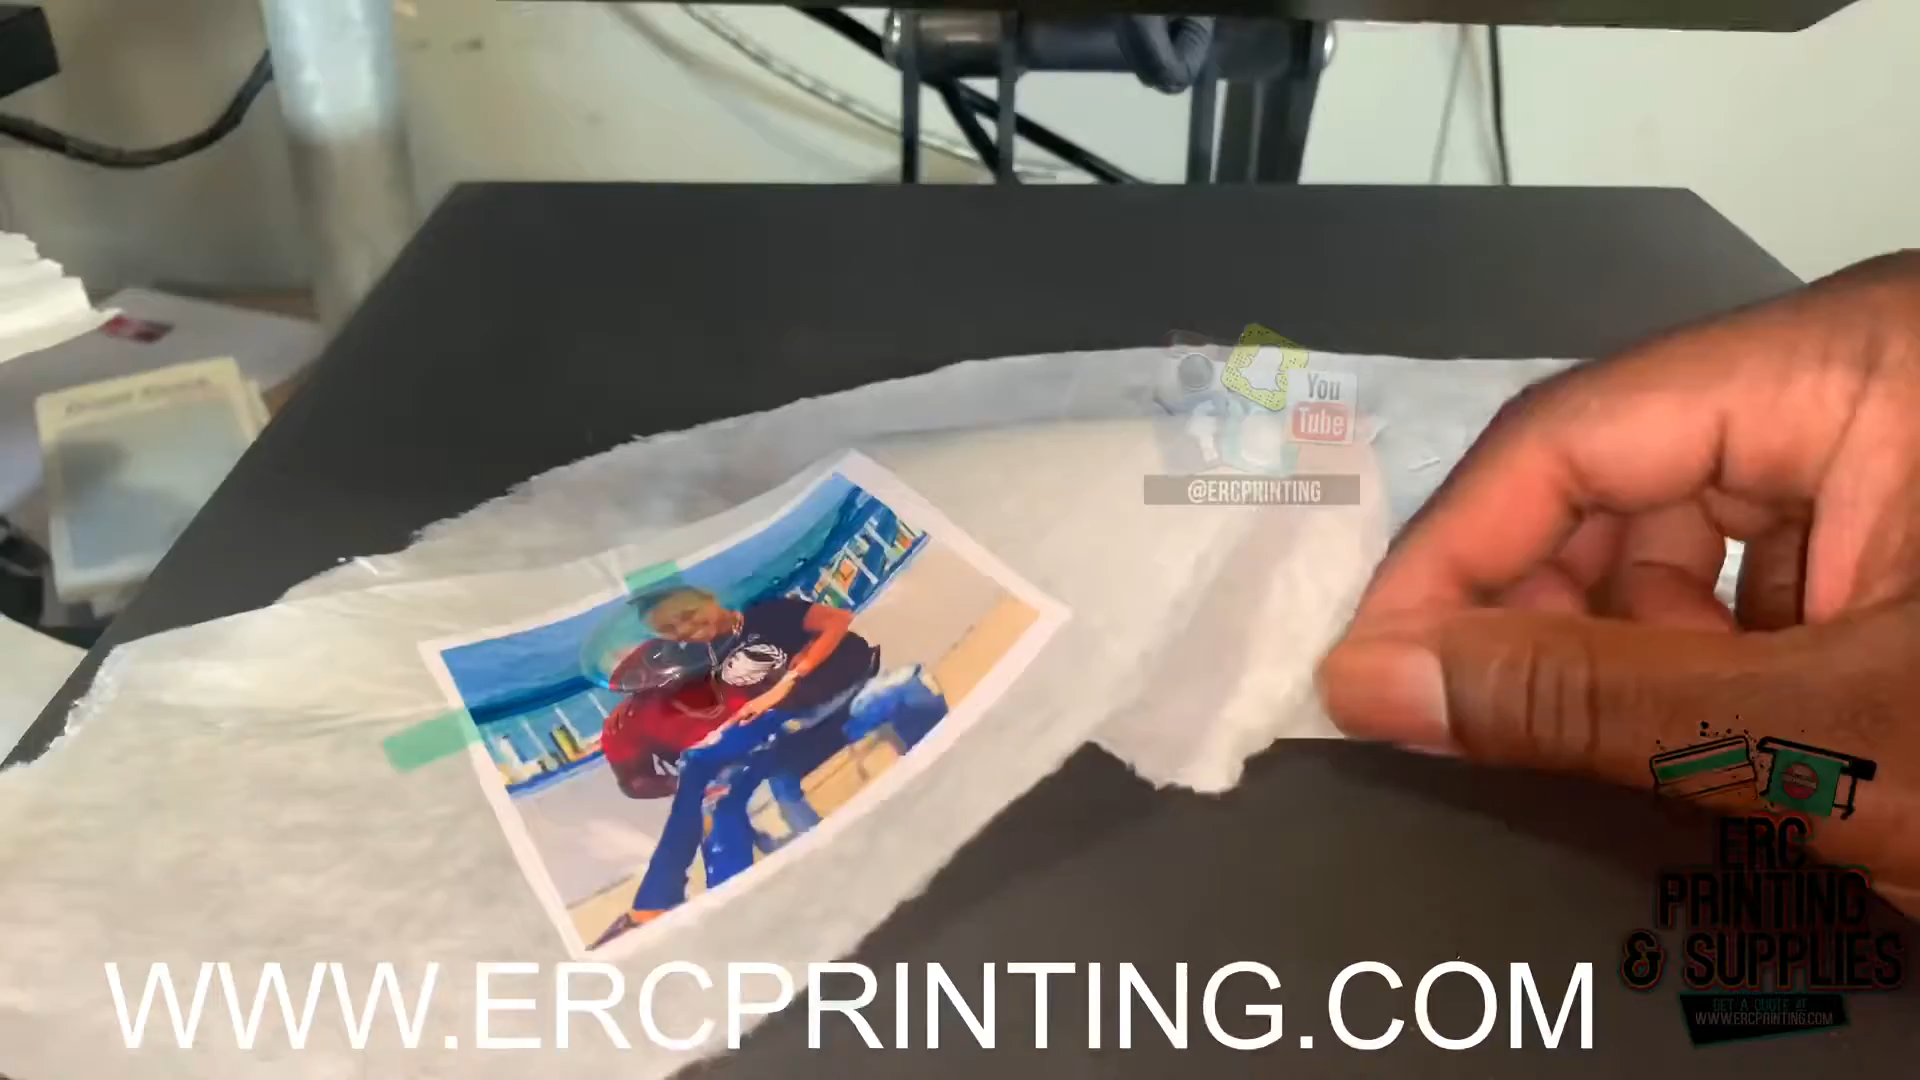 You
Tube
@ERCPRINTING
ERC
PRINTING
& SUPPLIES
GET A QUOTE AT
WWW.ERCPRINTING.COM
WWW.ERCPRINTING.COM